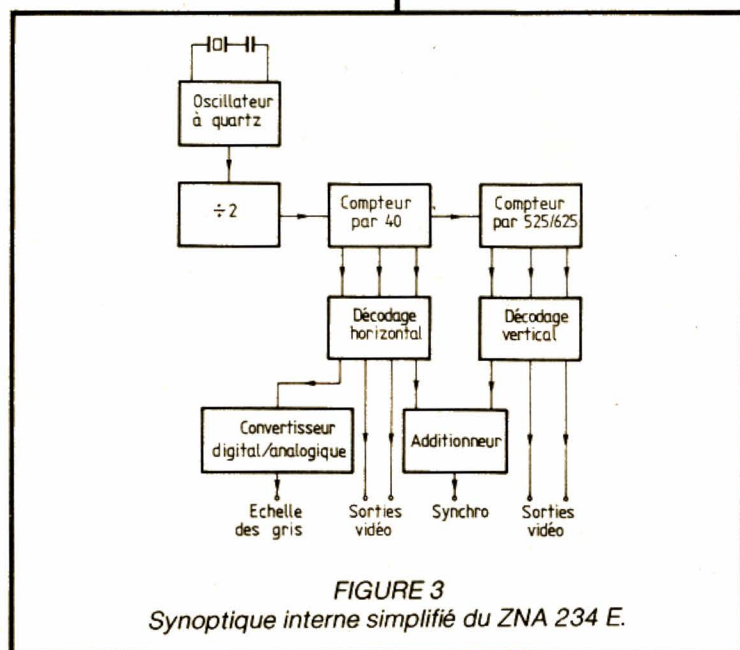 Oscillateur
à quartz
÷2
Compteur
par 40
Compteur
par 525/625
Décodage
horizontal
Décodage
vertical
Convertisseur
digital/analogique
Additionneur
Echelle
des gris
Sorties
vidéo
Synchro
Sorties
vidéo
FIGURE 3
Synoptique interne simplifié du ZNA 234 E.